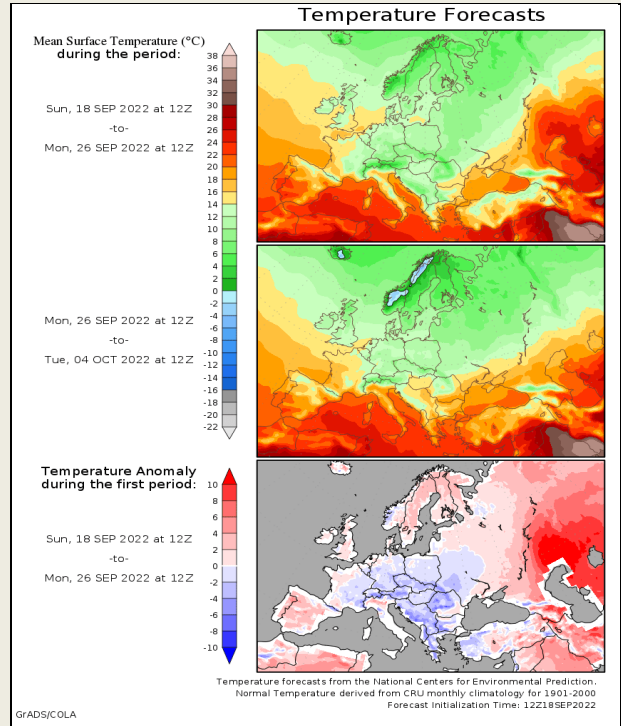 Temperature Forecasts
Mean Surface Temperature (°C)
during the period:
Sun, 18 SEP 2022 at 12Z
-to-
Mon, 26 SEP 2022 at 12Z
38
36
34
32
30
28
26
24
22
20
18
16
14
12
10
8
6
4
2
0
-2
-4
-6
-8
-10
-12
-14
-16
-18
-20
-22
Mon, 26 SEP 2022 at 12Z
-to-
Tue, 04 OCT 2022 at 12Z
Temperature Anomaly
during the first period:
Sun, 18 SEP 2022 at 12Z
-to-
Mon, 26 SEP 2022 at 12Z
10
8
6
4
2
0
-2
-4
-6
-8
-10
Temperature forecasts from the National Centers for Environmental Prediction.
Normal Temperature derived from CRU monthly climatology for 1901-2000
Forecast Initialization Time: 12Z18SEP2022
GrADS/COLA